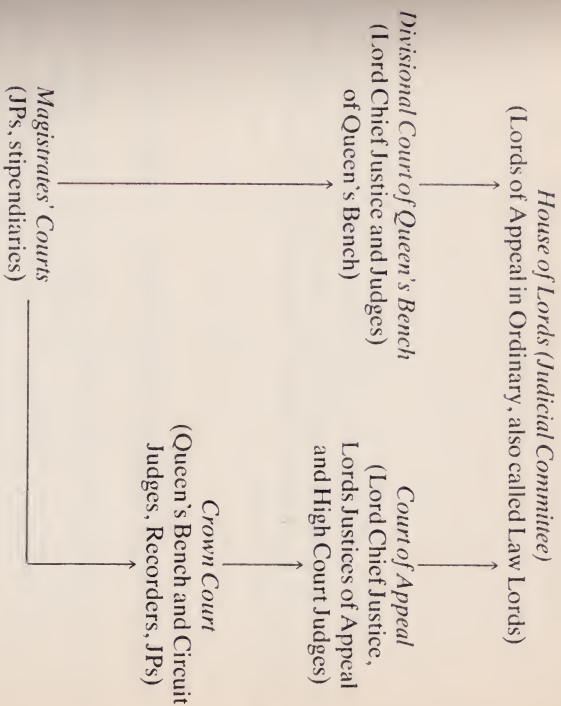 House of Lords (Judicial Committee)
(Lords of Appeal in Ordinary, also called Law Lords)
Divisional Court of Queen's Bench
(Lord Chief Justice and Judges)
of Queen's Bench)
Court of Appeal
(Lord Chief Justice,
Lords Justices of Appeal
and High Court Judges)
Crown Court
(Queen's Bench and Circuit
Judges, Recorders, JPs)
Magistrates' Courts
(JPs, stipendiaries)